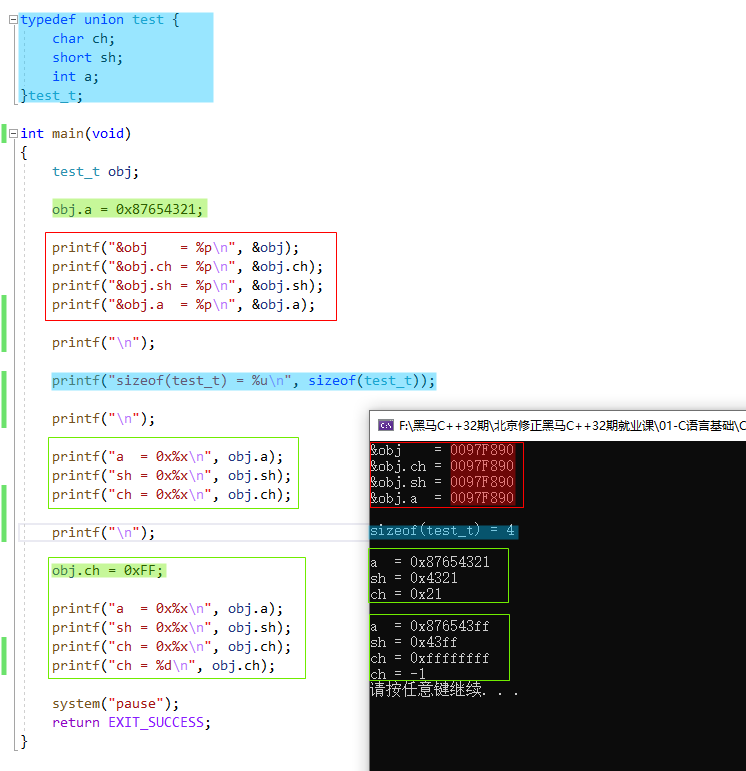 typedef union test {
    char ch;
    short sh;
    int a;
}test_t;
int main(void)
{
    test_t obj;
    obj.a = 0x87654321;
    printf("&obj    = %p\n", &obj);
    printf("&obj.ch = %p\n", &obj.ch);
    printf("&obj.sh = %p\n", &obj.sh);
    printf("&obj.a  = %p\n", &obj.a);
    printf("\n");
    printf("sizeof(test_t) = %u\n", sizeof(test_t));
    printf("\n");
    printf("a  = 0x%x\n", obj.a);
    printf("sh = 0x%x\n", obj.sh);
    printf("ch = 0x%x\n", obj.ch);
    printf("\n");
    obj.ch = 0xFF;
    printf("a  = 0x%x\n", obj.a);
    printf("sh = 0x%x\n", obj.sh);
    printf("ch = 0x%x\n", obj.ch);
    printf("ch = %d\n", obj.ch);
    system("pause");
    return EXIT_SUCCESS;
}
F:\黑马C++32期\北京修正黑马C++32期就业课\01-C语言基础\C
&obj    = 0097F890
&obj.ch = 0097F890
&obj.sh = 0097F890
&obj.a  = 0097F890
sizeof(test_t) = 4
a  = 0x87654321
sh = 0x4321
ch = 0x21
a  = 0x876543ff
sh = 0x43ff
ch = 0xffffffff
ch = -1
请按任意键继续. . .